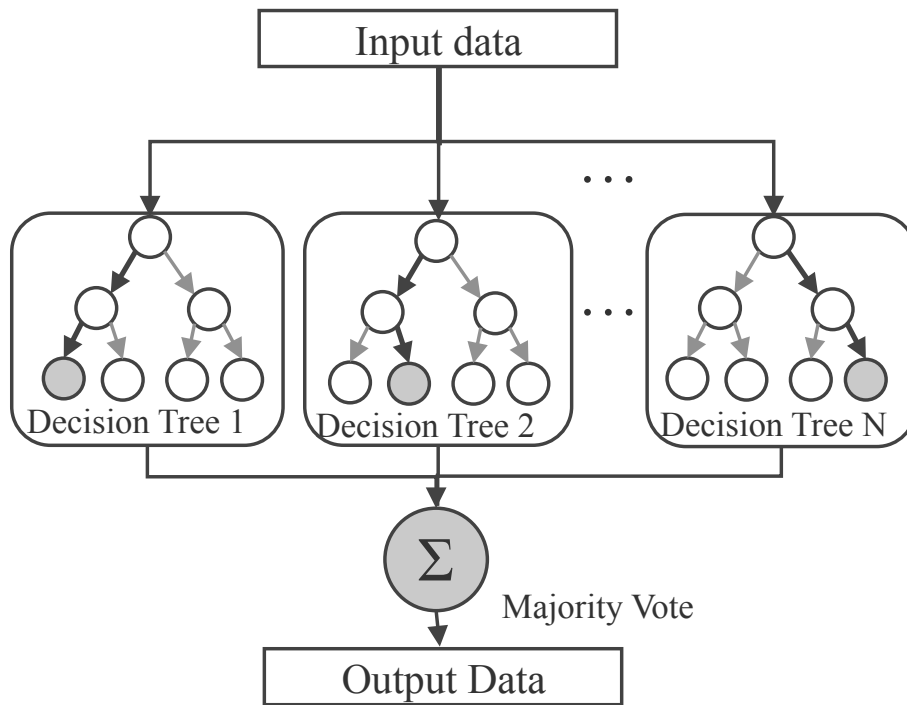 Input data
...
...
Decision Tree 1
Decision Tree 2
Decision Tree N
Σ
Majority Vote
Output Data